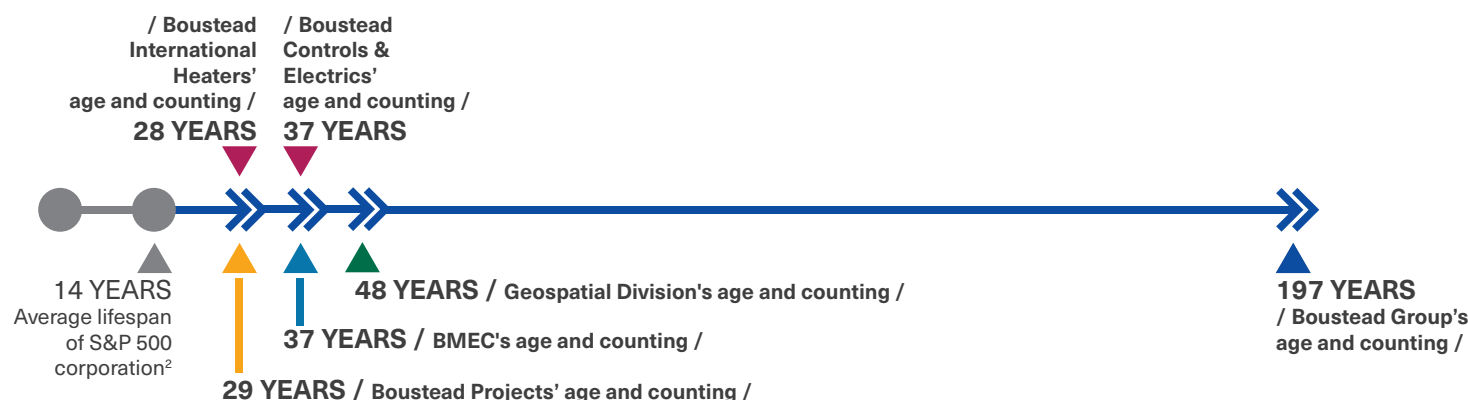 / Boustead
International
Heaters’
age and counting /
28 YEARS
/ Boustead
Controls &
Electrics’
age and counting /
37 YEARS
14 YEARS
Average lifespan
of S&P 500
corporation²
48 YEARS / Geospatial Division's age and counting /
37 YEARS / BMEC's age and counting /
29 YEARS / Boustead Projects’ age and counting /
197 YEARS
/ Boustead Group’s
age and counting /